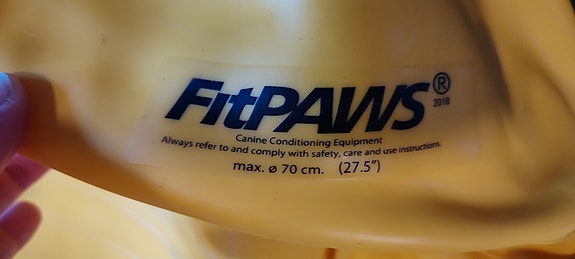 FitPAWS®
2018
Canine Conditioning Equipment
Always refer to and comply with safety, care and use instructions.
max. ø 70 cm. (27.5")